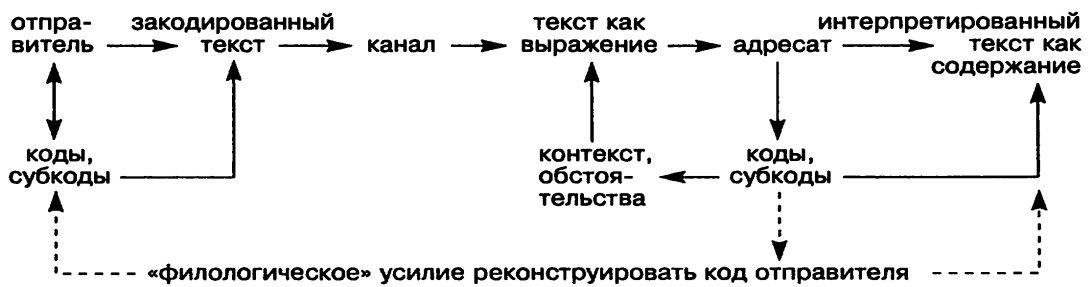 отпра-
витель
закодированный
текст
канал
текст как
выражение
адресат
интерпретированный
текст как
содержание
коды,
субкоды
контекст,
обстоя-
тельства
коды,
субкоды
«филологическое» усилие реконструировать код отправителя